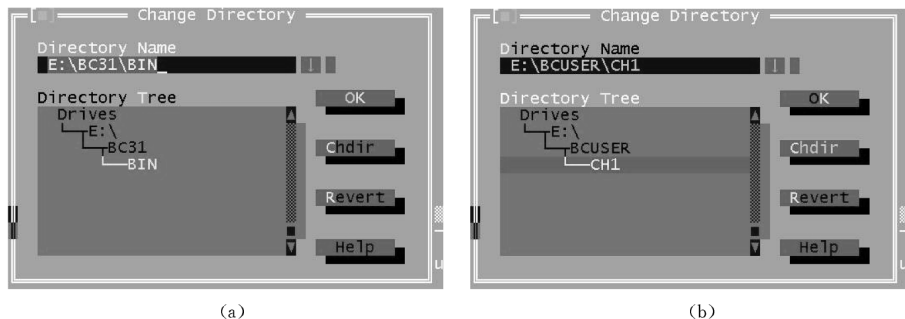 Change Directory
Directory Name
E:\BC31\BIN_
Directory Tree
Drives
E:\
BC31
BIN
OK
Chdir
Revert
Help
(a)
Change Directory
Directory Name
E:\BCUSER\CH1
Directory Tree
Drives
E:\
BCUSER
CH1
OK
Chdir
Revert
Help
(b)